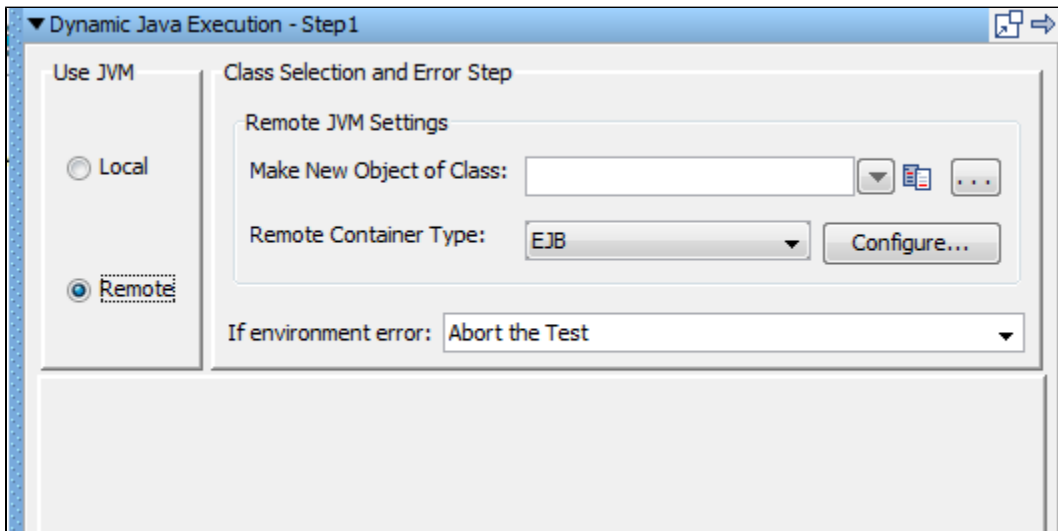 Dynamic Java Execution - Step1
Use JVM
Class Selection and Error Step
Remote JVM Settings
Local
Make New Object of Class:
...
Remote Container Type:
EJB
Configure...
Remote
If environment error:
Abort the Test